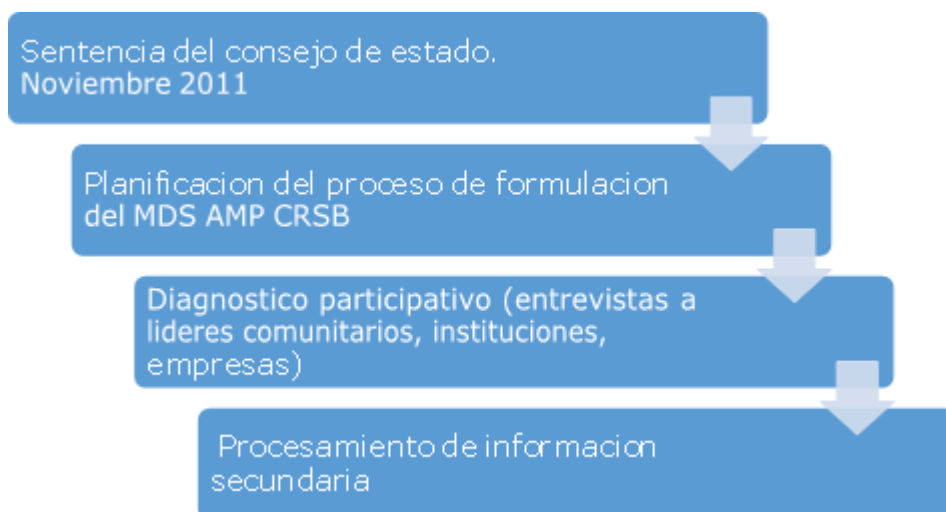 Sentencia del consejo de estado.
Noviembre 2011
Planificacion del proceso de formulacion
del MDS AMP CRSB
Diagnostico participativo (entrevistas a
lideres comunitarios, instituciones,
empresas)
Procesamiento de informacion
secundaria